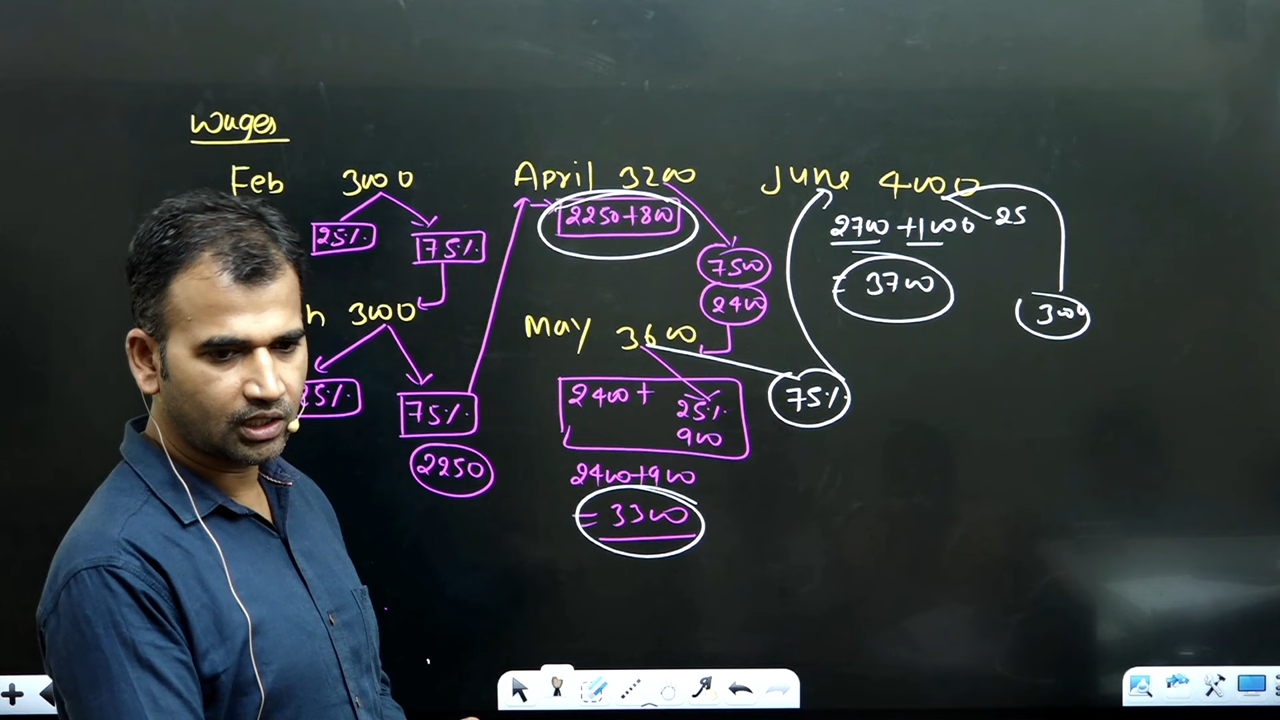 Wages
Feb 3000
25%
75%
h 3000
25%
75%
2250
April 3200
2250+800
7500
2400
May 3600
2400+ 25%
900
2400+900
= 3300
75%
June 4000
2700 + 1000 25
= 3700
3000